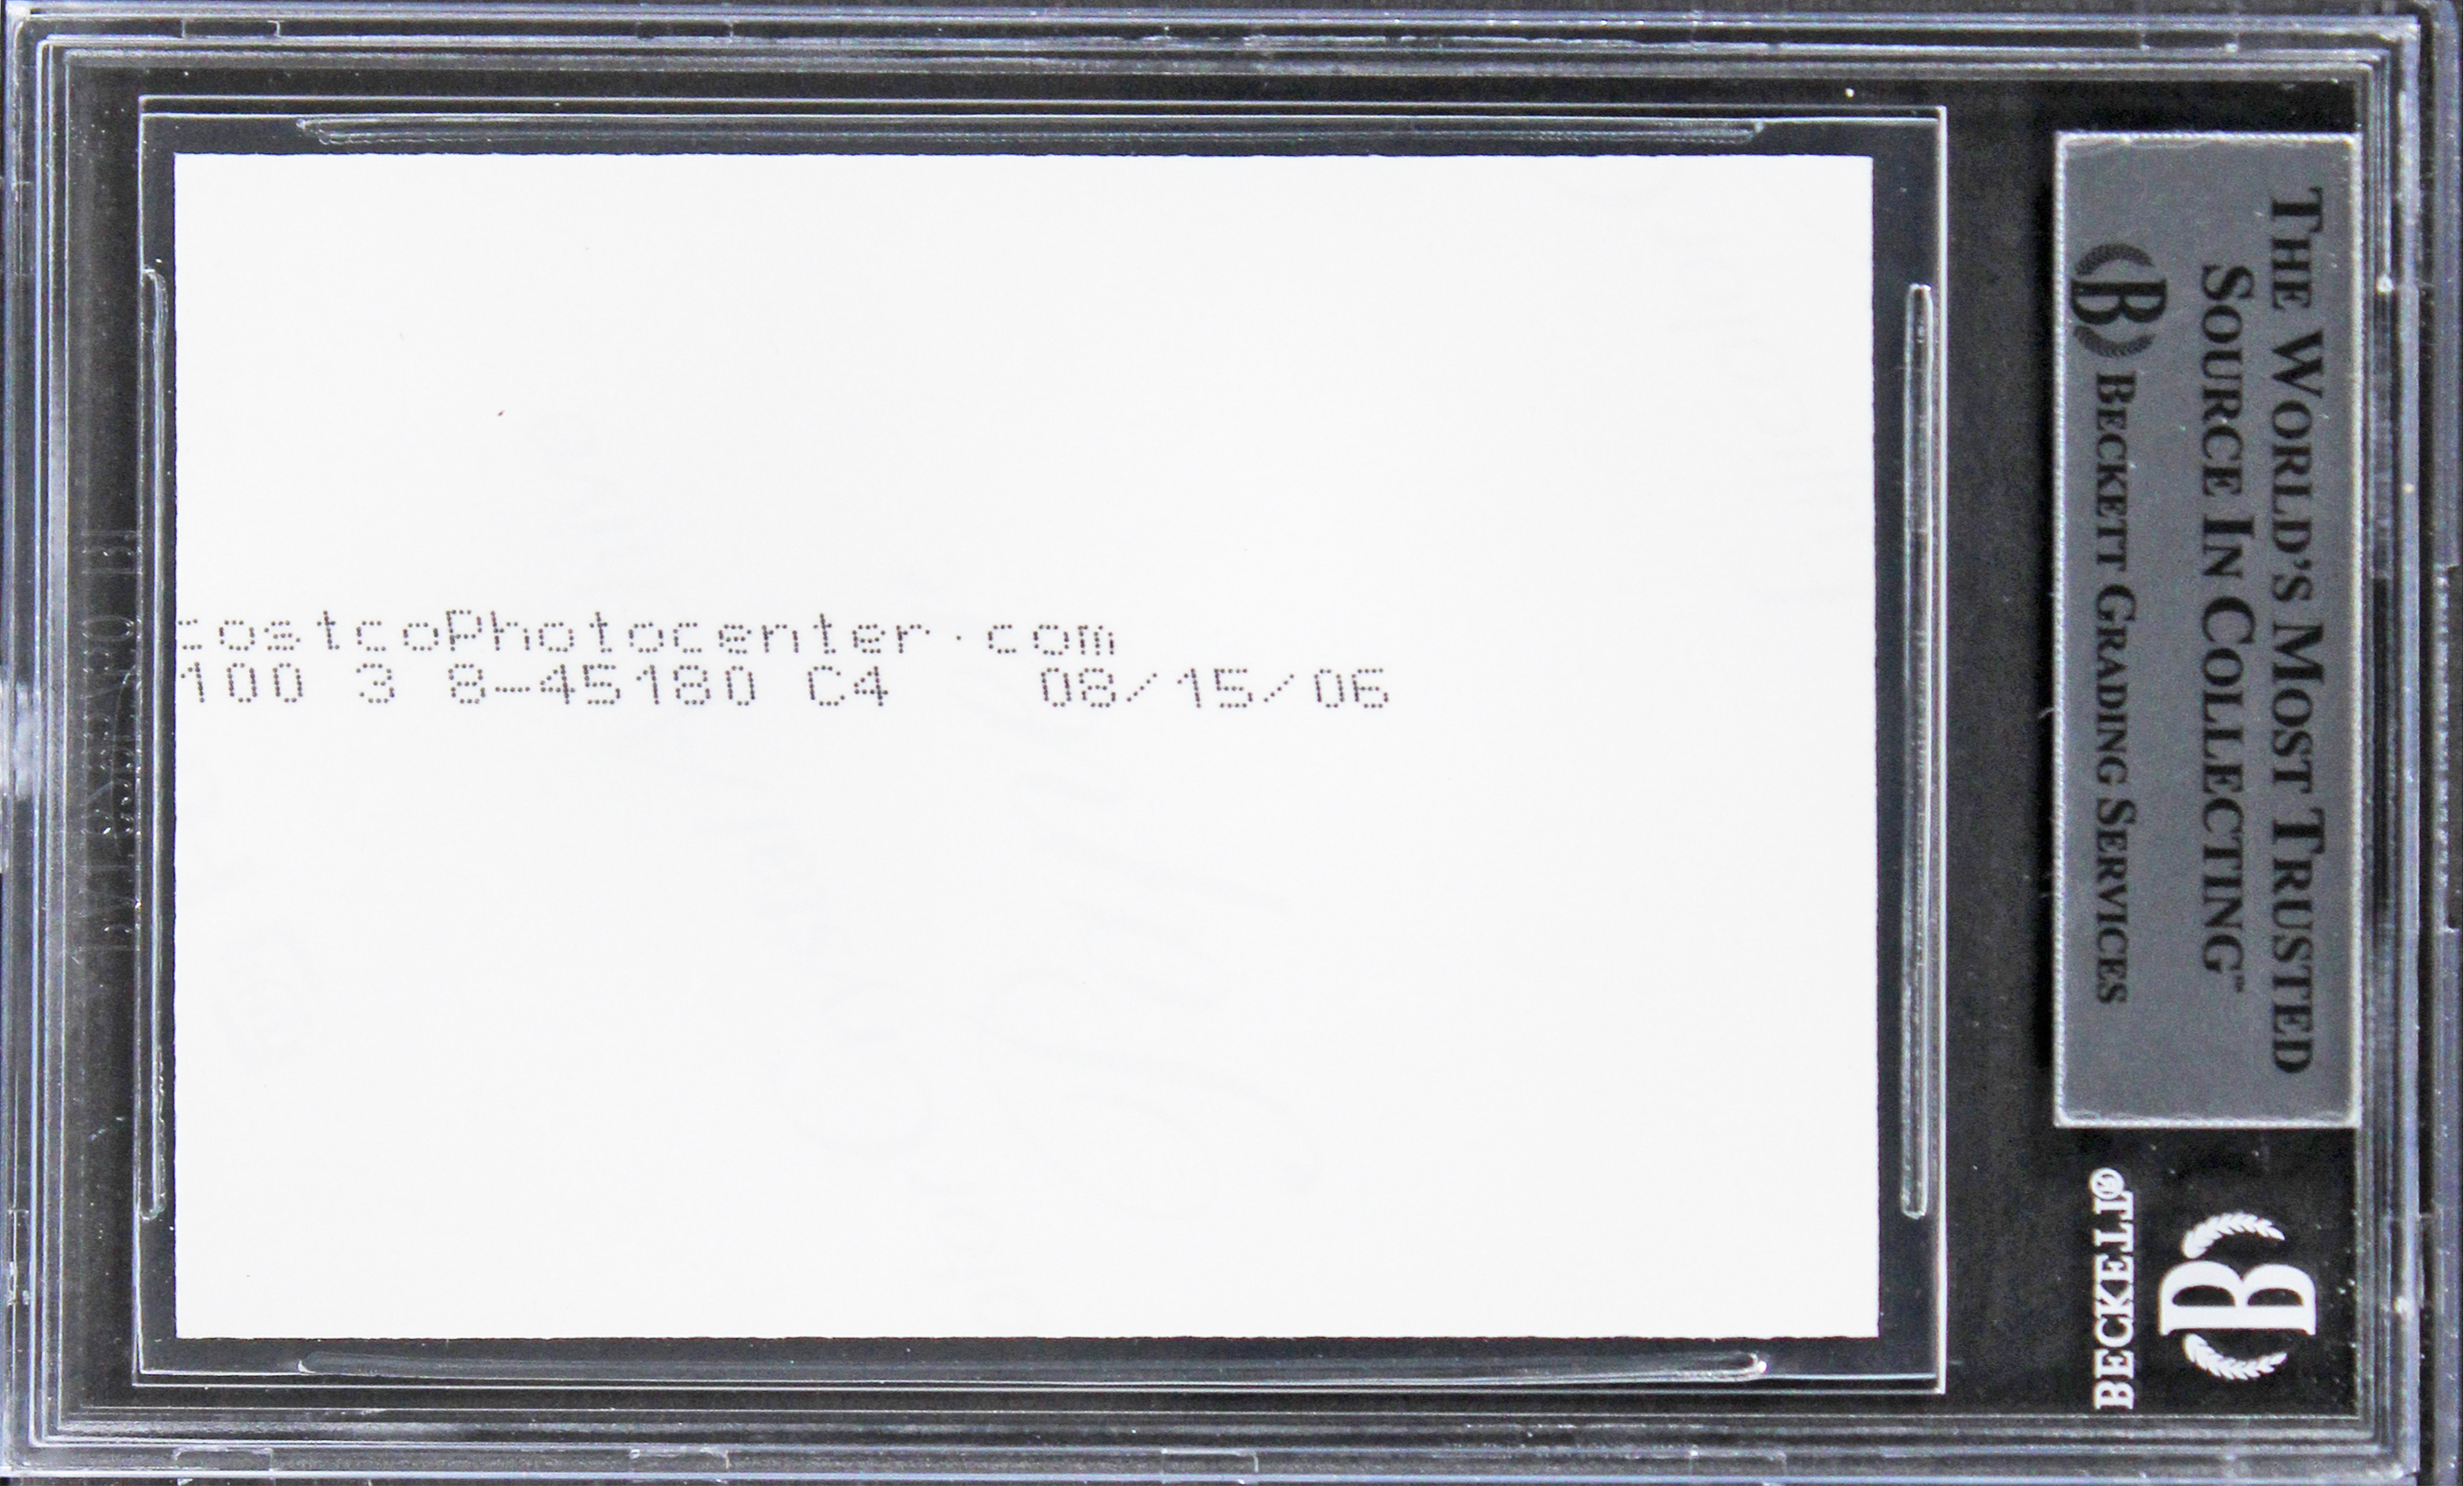 costcoPhotocenter.com
100 3 8-45180 C4 08/15/06
THE WORLD'S MOST TRUSTED
SOURCE IN COLLECTING™
B BECKETT GRADING SERVICES
BECKETT®
B